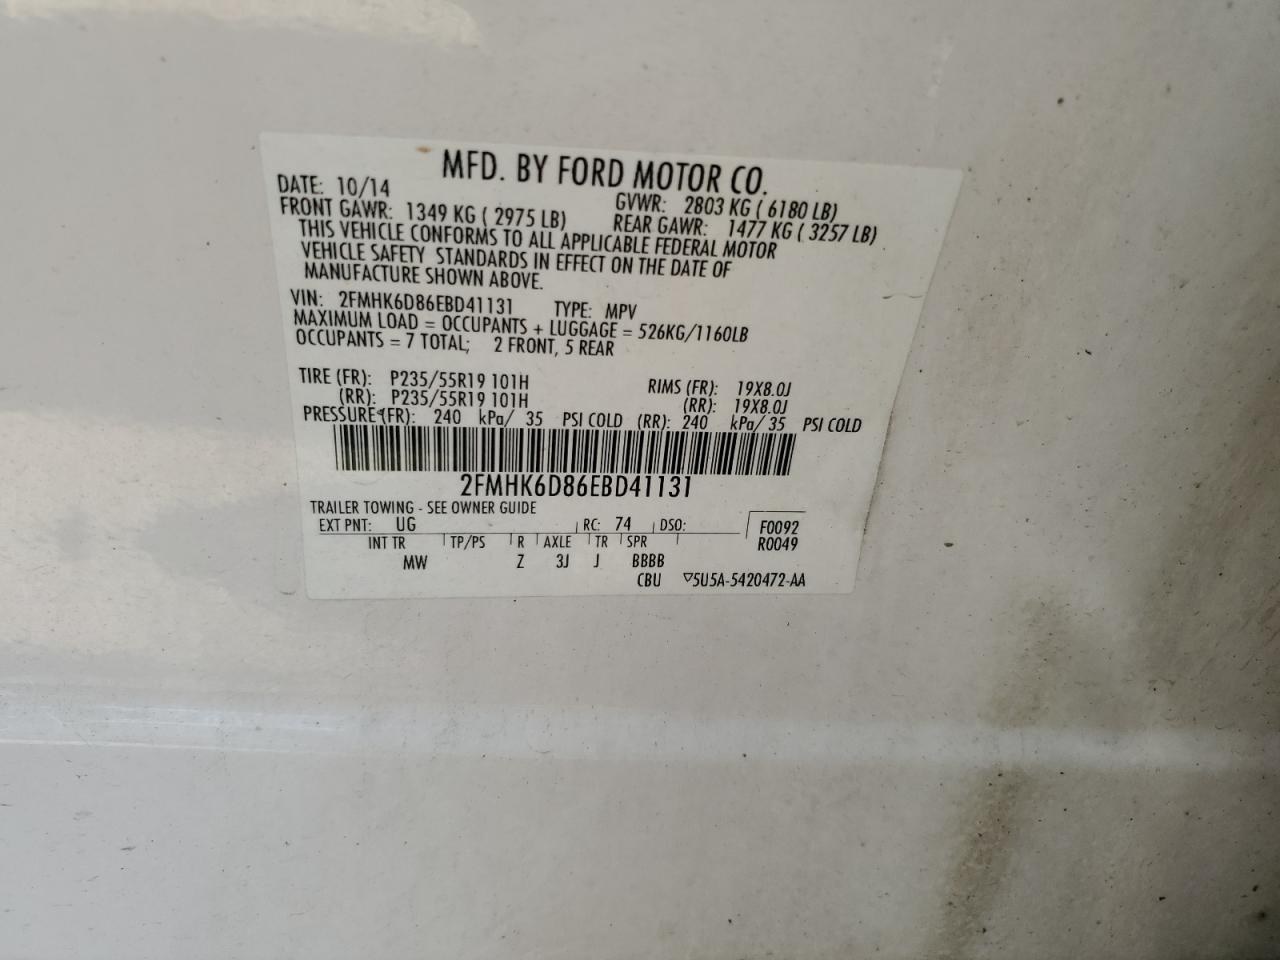 MFD. BY FORD MOTOR CO.
DATE: 10/14 GVWR: 2803 KG ( 6180 LB)
FRONT GAWR: 1349 KG ( 2975 LB) REAR GAWR: 1477 KG ( 3257 LB)
THIS VEHICLE CONFORMS TO ALL APPLICABLE FEDERAL MOTOR
VEHICLE SAFETY STANDARDS IN EFFECT ON THE DATE OF
MANUFACTURE SHOWN ABOVE.
VIN: 2FMHK6D86EBD41131 TYPE: MPV
MAXIMUM LOAD = OCCUPANTS + LUGGAGE = 526KG/1160LB
OCCUPANTS = 7 TOTAL; 2 FRONT, 5 REAR
TIRE (FR): P235/55R19 101H RIMS (FR): 19X8.0J
(RR): P235/55R19 101H (RR): 19X8.0J
PRESSURE (FR): 240 kPa/ 35 PSI COLD (RR): 240 kPa/ 35 PSI COLD
2FMHK6D86EBD41131
TRAILER TOWING - SEE OWNER GUIDE
EXT PNT: UG RC: 74 DSO: F0092
INT TR TP/PS R AXLE TR SPR R0049
MW Z 3J J BBBB
CBU ▽5U5A-5420472-AA